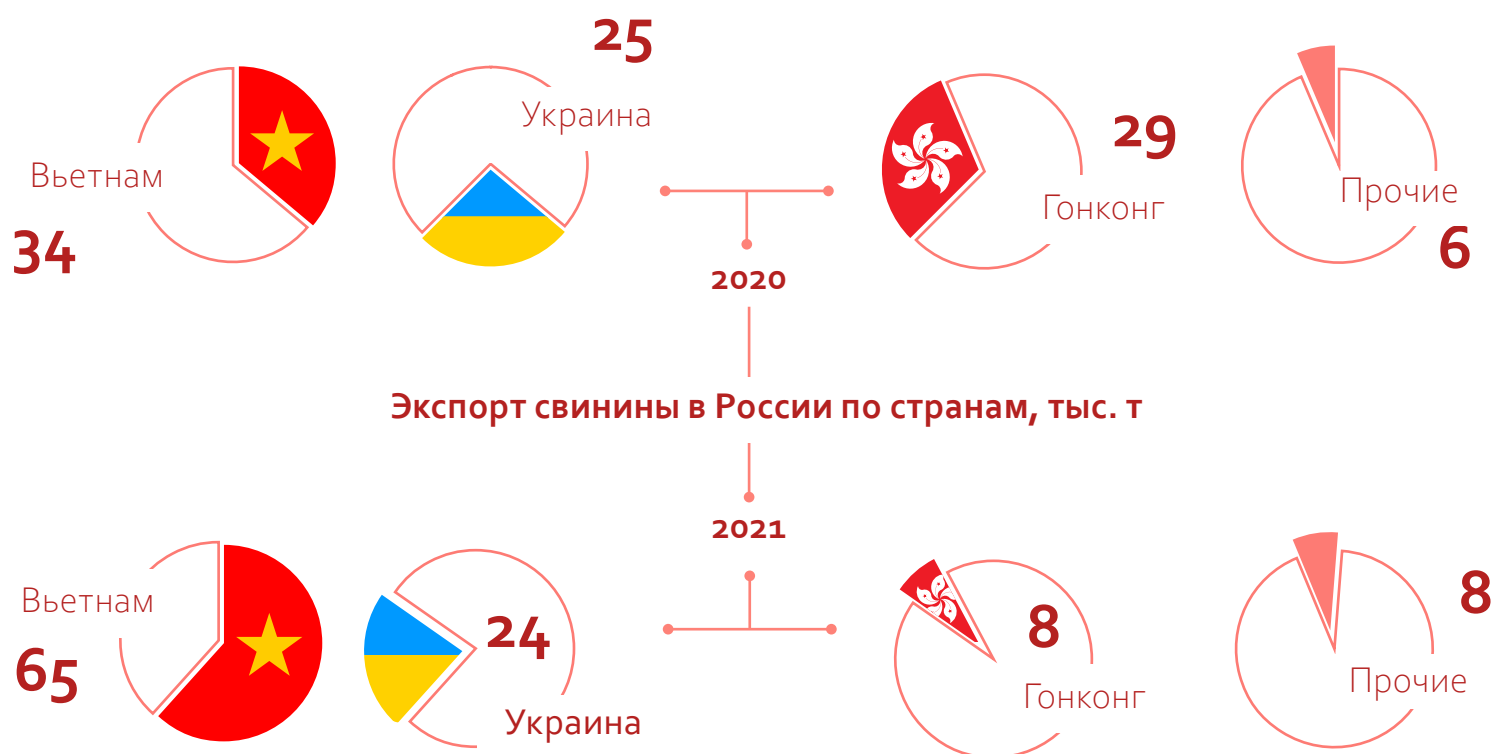 25
Украина
Вьетнам
34
29
Гонконг
Прочие
6
2020
Экспорт свинины в России по странам, тыс. т
2021
Вьетнам
65
24
Украина
8
Гонконг
8
Прочие